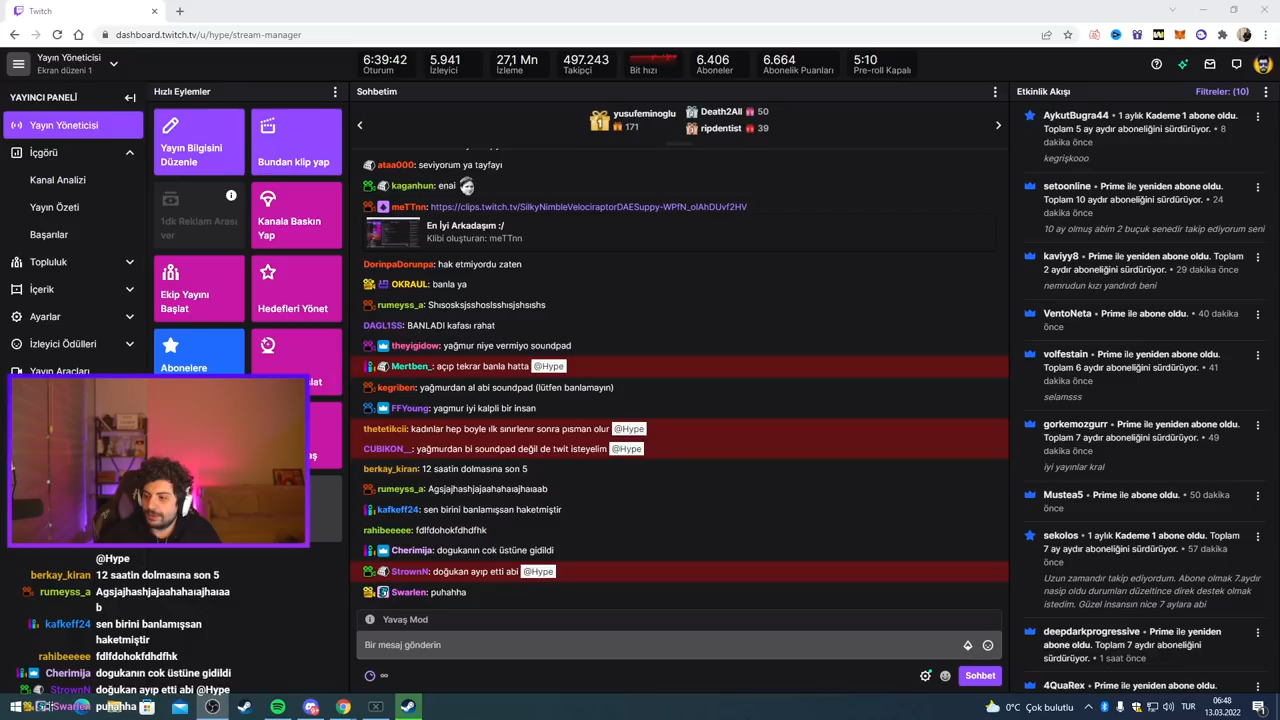 Twitch
dashboard.twitch.tv/u/hype/stream-manager
Yayın Yöneticisi
Ekran düzeni 1
6:39:42
Oturum
5.941
İzleyici
27,1 Mn
İzleme
497.243
Takipçi
Bit hızı
6.406
Aboneler
6.664
Abonelik Puanları
5:10
Pre-roll Kapalı
YAYINCI PANELİ
Yayın Yöneticisi
İçgörü
Kanal Analizi
Yayın Özeti
Başarılar
Topluluk
İçerik
Ayarlar
İzleyici Ödülleri
Yayın Araçları
Hızlı Eylemler
Yayın Bilgisini
Düzenle
Bundan klip yap
1dk Reklam Arası
ver
Kanala Baskın
Yap
Ekip Yayını
Başlat
Hedefleri Yönet
Abonelere
Sohbetim
yusufeminoglu
171
Death2All 50
ripdentist 39
ataa000: seviyorum ya tayfayı
kaganhun: enai
meTTnn: https://clips.twitch.tv/SilkyNimbleVelociraptorDAESuppy-WPfN_olAhDUvf2HV
En İyi Arkadaşım :/
Klibi oluşturan: meTTnn
DorinpaDorunpa: hak etmiyordu zaten
OKRAUL: banla ya
rumeyss_a: Shısosksjsshoslsshısjshsıshs
DAGL1SS: BANLADI kafası rahat
theyigidow: yağmur niye vermiyo soundpad
Mertben_: açıp tekrar banla hatta @Hype
kegriben: yağmurdan al abi soundpad (lütfen banlamayın)
FFYoung: yagmur iyi kalpli bir insan
thetetikcii: kadınlar hep boyle ılk sınırlenır sonra pısman olur @Hype
CUBIKON__: yağmurdan bi soundpad değil de twit isteyelim @Hype
berkay_kiran: 12 saatin dolmasına son 5
rumeyss_a: Agsjajhashjajaahahaıajhaıaab
kafkeff24: sen birini banlamışsan haketmiştir
rahibeeeee: fdlfdohokfdhdfhk
Cherimija: dogukanın cok üstüne gidildi
StrownN: doğukan ayıp etti abi @Hype
Swarlen: puhahha
Yavaş Mod
Bir mesaj gönderin
Sohbet
Etkinlik Akışı
Filtreler: (10)
AykutBugra44 • 1 aylık Kademe 1 abone oldu.
Toplam 5 ay aydır aboneliğini sürdürüyor. • 8
dakika önce
kegrişkooo
setoonline • Prime ile yeniden abone oldu.
Toplam 10 aydır aboneliğini sürdürüyor. • 24
dakika önce
10 ay olmuş abim 2 buçuk senedir takip ediyorum seni
kaviyy8 • Prime ile yeniden abone oldu. Toplam
2 aydır aboneliğini sürdürüyor. • 29 dakika önce
nemrudun kızı yandırdı beni
VentoNeta • Prime ile abone oldu. • 40 dakika
önce
volfestain • Prime ile yeniden abone oldu.
Toplam 6 aydır aboneliğini sürdürüyor. • 41
dakika önce
selamsss
gorkemozgurr • Prime ile yeniden abone oldu.
Toplam 7 aydır aboneliğini sürdürüyor. • 49
dakika önce
iyi yayınlar kral
Mustea5 • Prime ile abone oldu. • 50 dakika
önce
sekolos • 1 aylık Kademe 1 abone oldu. Toplam
7 ay aydır aboneliğini sürdürüyor. • 57 dakika
önce
Uzun zamandır takip ediyordum. Abone olmak 7.aydır
nasip oldu durumları düzeltince direk destek olmak
istedim. Güzel insansın nice 7 aylara abi
deepdarkprogressive • Prime ile yeniden
abone oldu. Toplam 7 aydır aboneliğini
sürdürüyor. • 1 saat önce
4QuaRex • Prime ile yeniden abone oldu.
@Hype
berkay_kiran 12 saatin dolmasına son 5
rumeyss_a Agsjajhashjajaahahaıajhaıaa
b
kafkeff24 sen birini banlamışsan
haketmiştir
rahibeeeee fdlfdohokfdhdfhk
Cherimija dogukanın cok üstüne gidildi
StrownN doğukan ayıp etti abi @Hype
Swarlen puhahha
0°C Çok bulutlu
TUR
06:48
13.03.2022